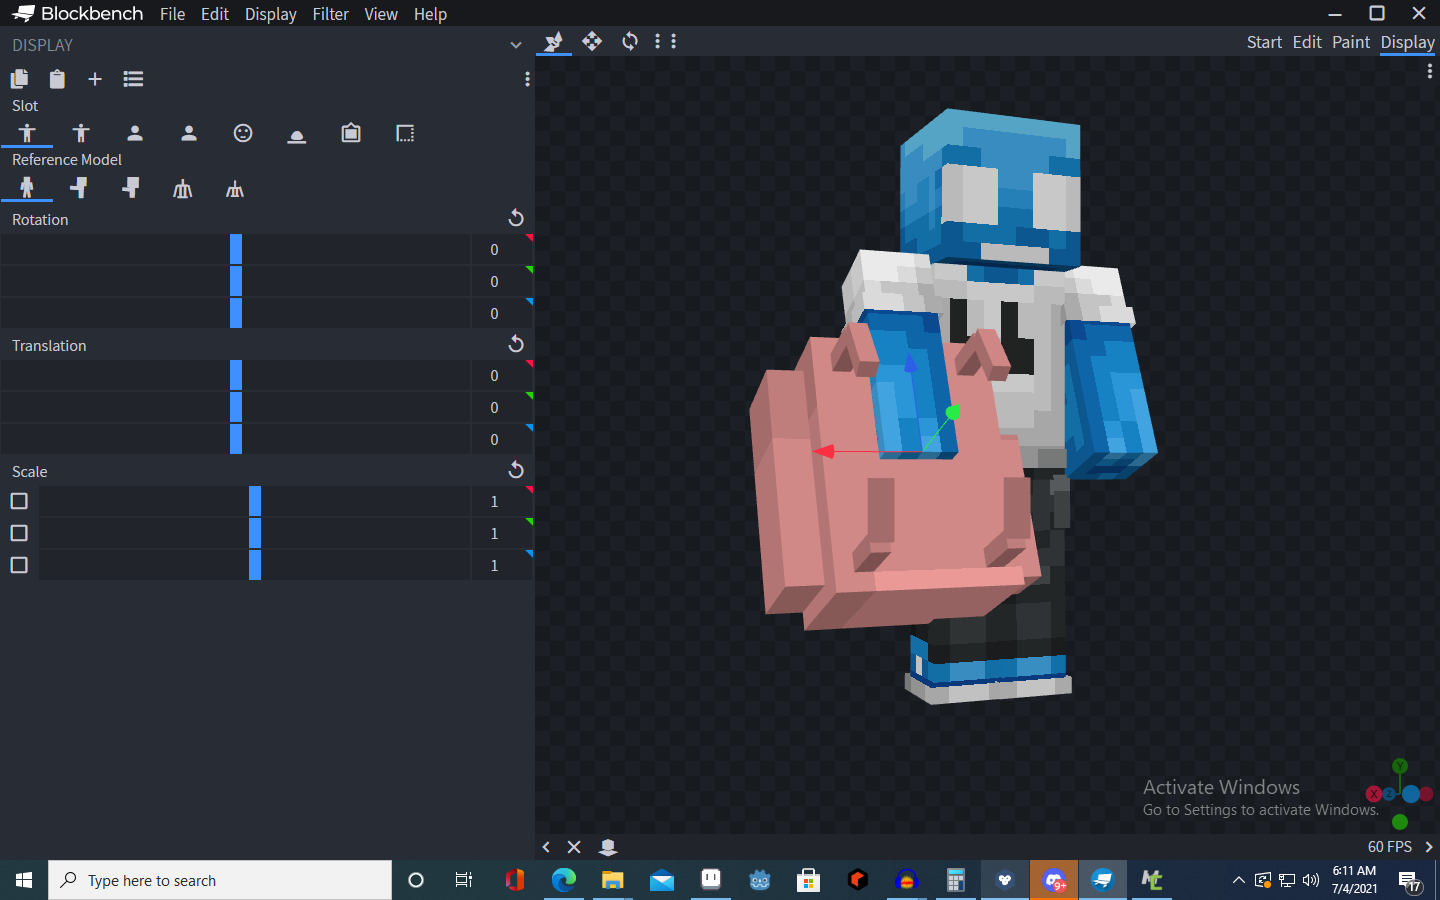 Blockbench File Edit Display Filter View Help
DISPLAY
Start Edit Paint Display
Slot
Reference Model
Rotation
0
0
0
Translation
0
0
0
Scale
1
1
1
Y
X Z
Activate Windows
Go to Settings to activate Windows.
60 FPS
Type here to search
9+
6:11 AM
7/4/2021
17